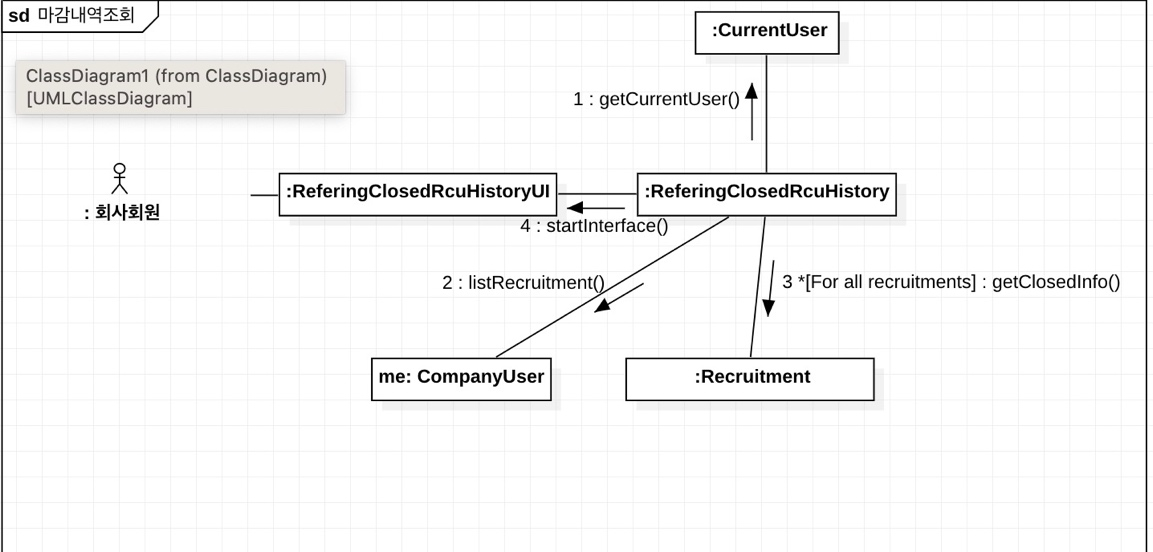 sd 마감내역조회
:CurrentUser
ClassDiagram1 (from ClassDiagram)
[UMLClassDiagram]
1 : getCurrentUser()
:ReferingClosedRcuHistoryUI
:ReferingClosedRcuHistory
: 회사회원
4 : startInterface()
2 : listRecruitment()
3 *[For all recruitments] : getClosedInfo()
me: CompanyUser
:Recruitment